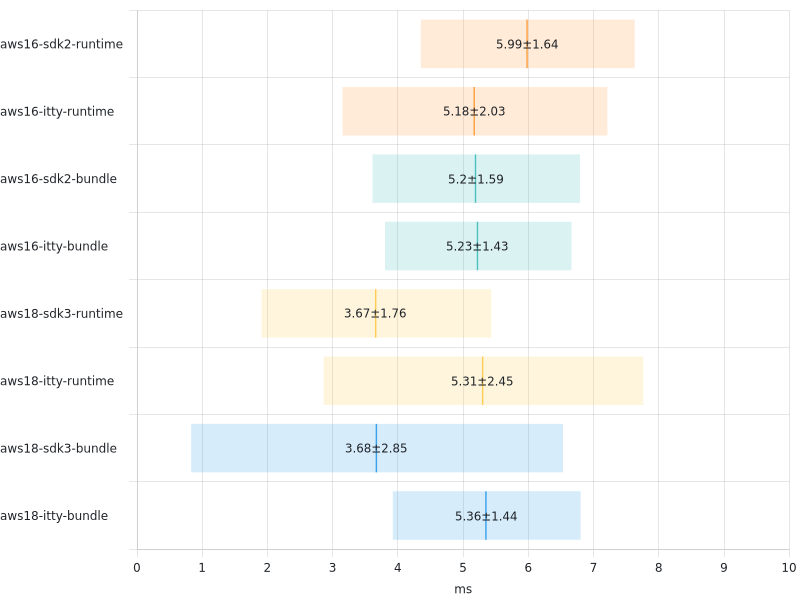 aws16-sdk2-runtime 5.99±1.64
aws16-itty-runtime 5.18±2.03
aws16-sdk2-bundle 5.2±1.59
aws16-itty-bundle 5.23±1.43
aws18-sdk3-runtime 3.67±1.76
aws18-itty-runtime 5.31±2.45
aws18-sdk3-bundle 3.68±2.85
aws18-itty-bundle 5.36±1.44
0 1 2 3 4 5 6 7 8 9 10
ms